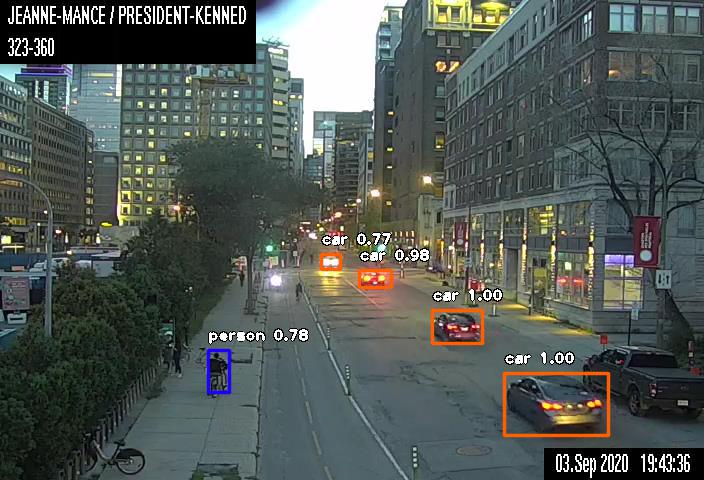 JEANNE-MANCE / PRESIDENT-KENNED
323-360
car 0.77
car 0.98
car 1.00
person 0.78
car 1.00
03.Sep 2020 19:43:36